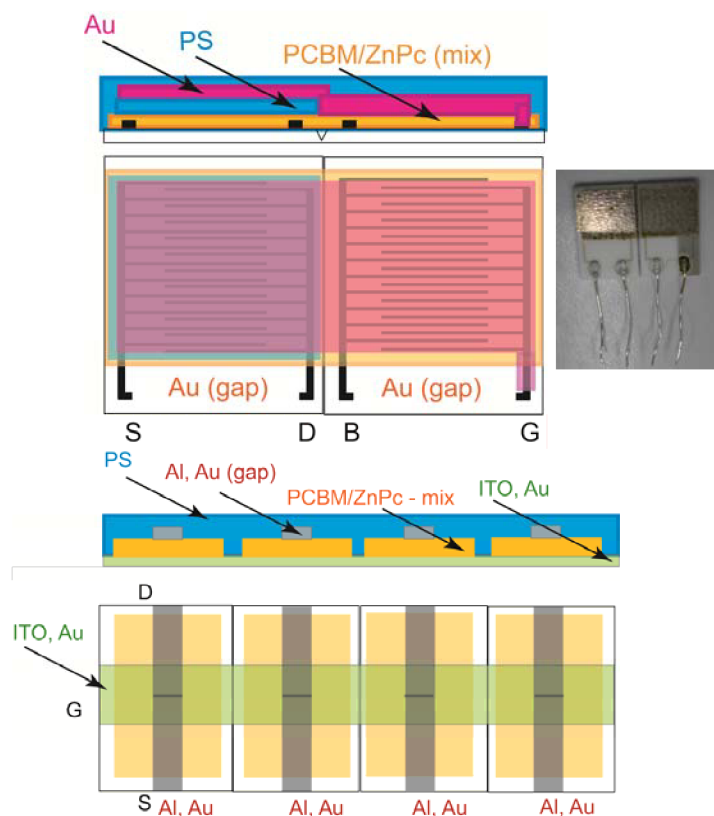 Au
PS
PCBM/ZnPc (mix)
Au (gap)
Au (gap)
S
D
B
G
PS
Al, Au (gap)
PCBM/ZnPc - mix
ITO, Au
D
ITO, Au
G
S
Al, Au
Al, Au
Al, Au
Al, Au